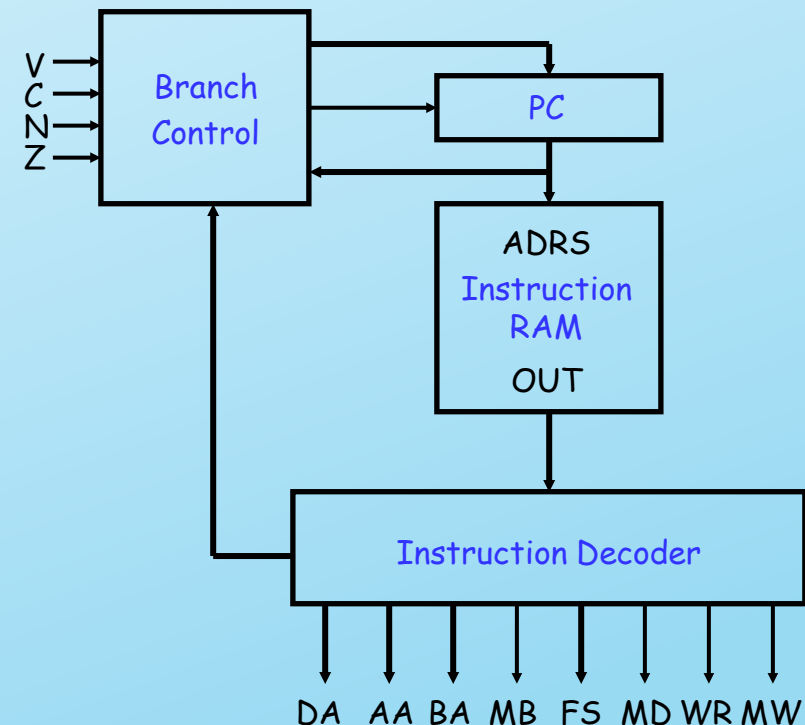 V
C
N
Z
Branch
Control
PC
ADRS
Instruction
RAM
OUT
Instruction Decoder
DA AA BA MB FS MD WR MW